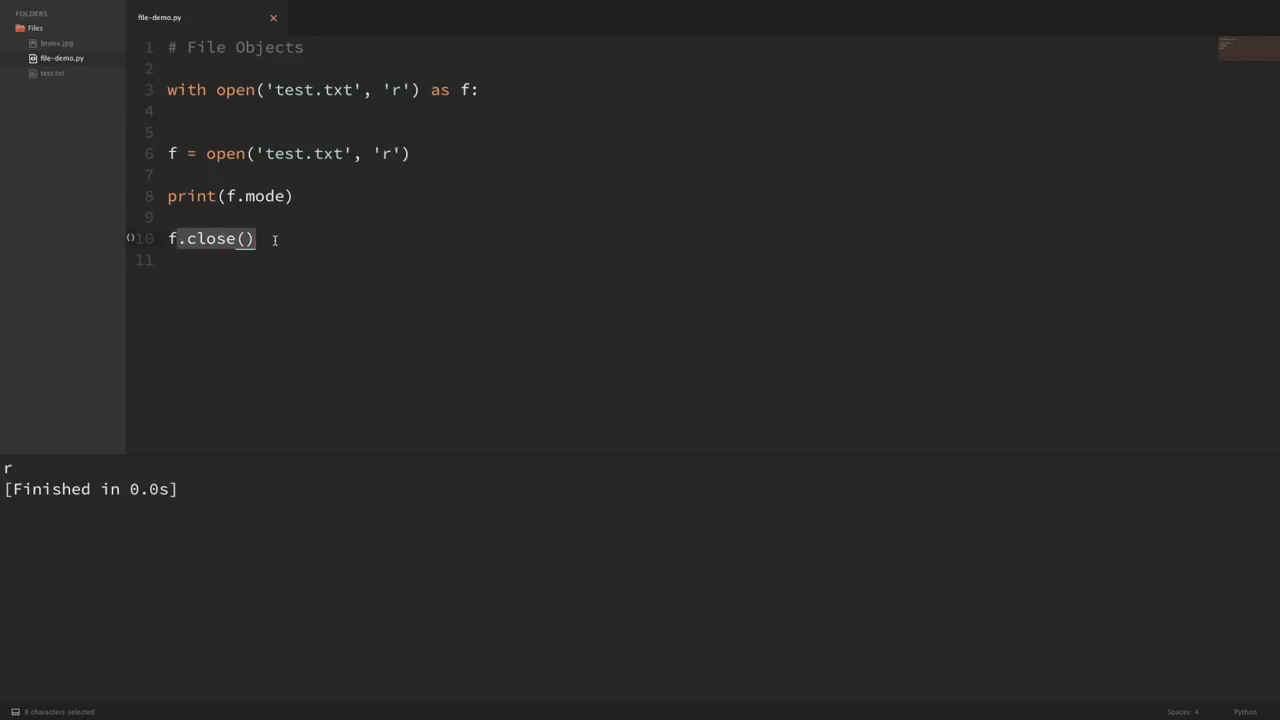 FOLDERS
Files
bronx.jpg
file-demo.py
test.txt
file-demo.py
1 # File Objects
2
3 with open('test.txt', 'r') as f:
4
5
6 f = open('test.txt', 'r')
7
8 print(f.mode)
9
10 f.close()
11
r
[Finished in 0.0s]
8 characters selected
Spaces: 4
Python